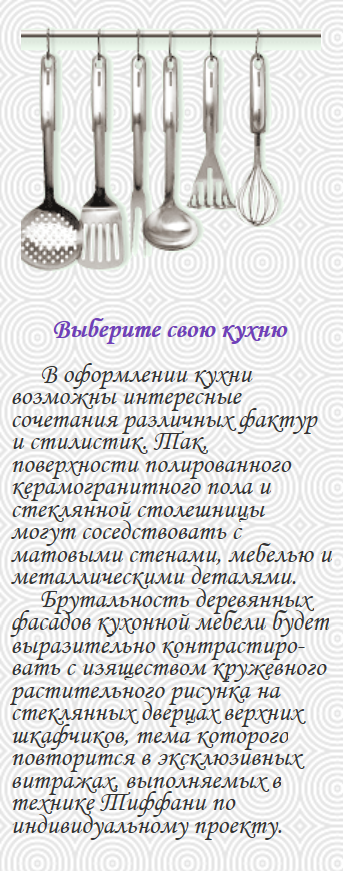 Выберите свою кухню
В оформлении кухни
возможны интересные
сочетания различных фактур
и стилистик. Так,
поверхности полированного
керамогранитного пола и
стеклянной столешницы
могут соседствовать с
матовыми стенами, мебелью и
металлическими деталями.
Брутальность деревянных
фасадов кухонной мебели будет
выразительно контрастиро-
вать с изяществом кружевного
растительного рисунка на
стеклянных дверцах верхних
шкафчиков, тема которого
повторится в эксклюзивных
витражах, выполняемых в
технике Тиффани по
индивидуальному проекту.